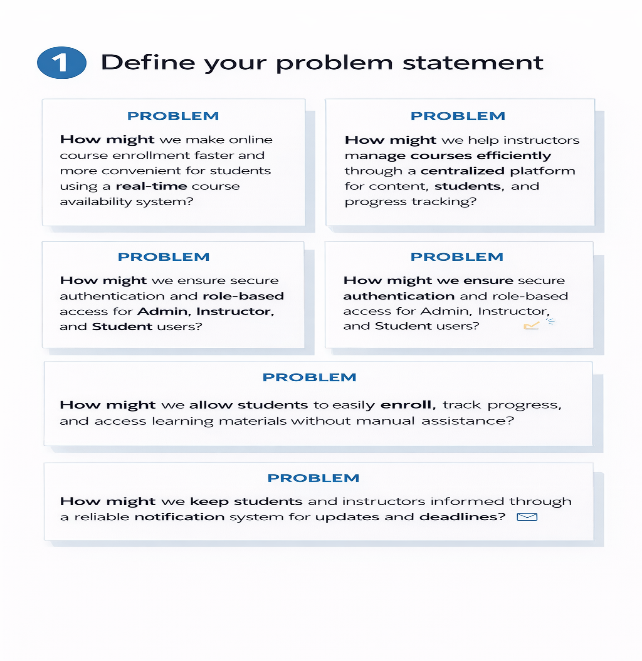 1 Define your problem statement
PROBLEM
How might we make online
course enrollment faster and
more convenient for students
using a real-time course
availability system?
PROBLEM
How might we help instructors
manage courses efficiently
through a centralized platform
for content, students, and
progress tracking?
PROBLEM
How might we ensure secure
authentication and role-based
access for Admin, Instructor,
and Student users?
PROBLEM
How might we ensure secure
authentication and role-based
access for Admin, Instructor,
and Student users?
PROBLEM
How might we allow students to easily enroll, track progress,
and access learning materials without manual assistance?
PROBLEM
How might we keep students and instructors informed through
a reliable notification system for updates and deadlines?